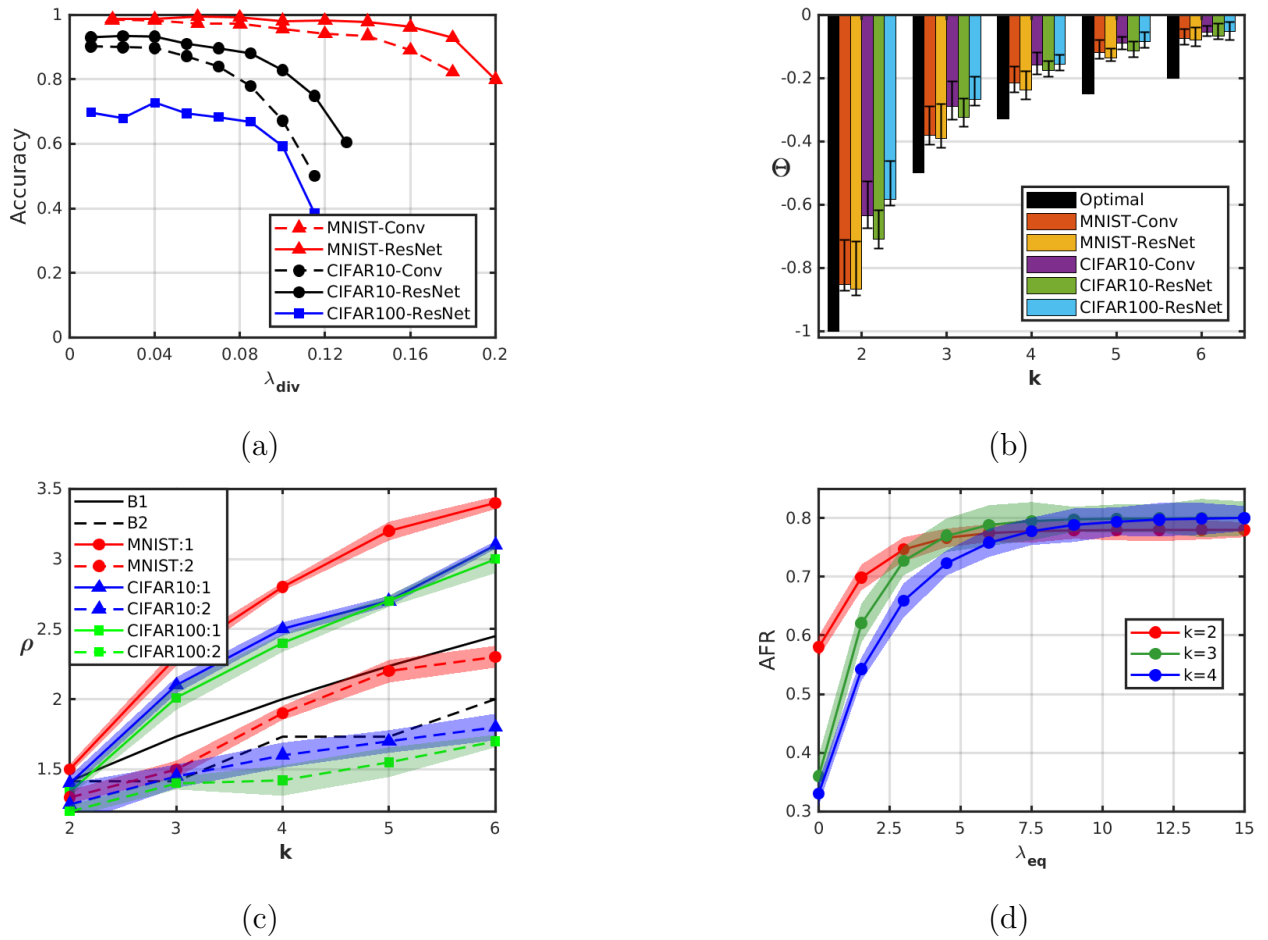 1
0.8
0.6
0.4
0.2
0
Accuracy
MNIST-Conv
MNIST-ResNet
CIFAR10-Conv
CIFAR10-ResNet
CIFAR100-ResNet
0 0.04 0.08 0.12 0.16 0.2
λdiv
(a)
0
-0.2
-0.4
-0.6
-0.8
-1
Θ
Optimal
MNIST-Conv
MNIST-ResNet
CIFAR10-Conv
CIFAR10-ResNet
CIFAR100-ResNet
2 3 4 5 6
k
(b)
3.5
3
2.5
2
1.5
ρ
B1
B2
MNIST:1
MNIST:2
CIFAR10:1
CIFAR10:2
CIFAR100:1
CIFAR100:2
2 3 4 5 6
k
(c)
0.8
0.7
0.6
0.5
0.4
0.3
AFR
k=2
k=3
k=4
0 2.5 5 7.5 10 12.5 15
λeq
(d)